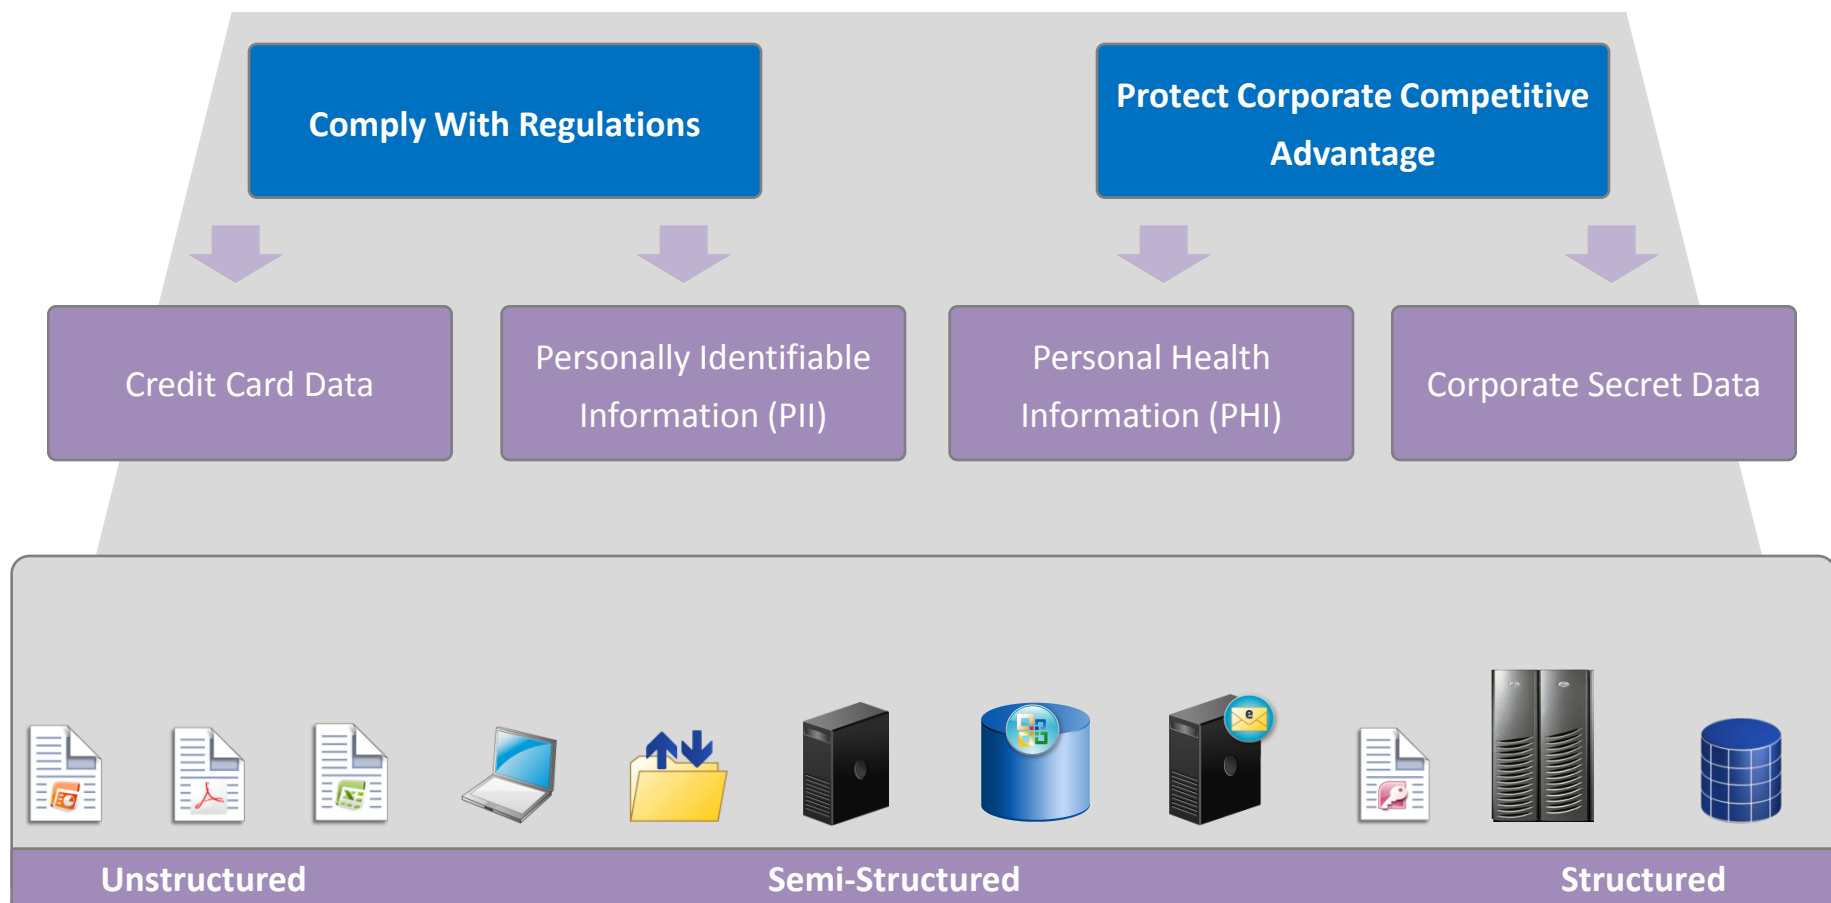 Comply With Regulations
Protect Corporate Competitive
Advantage
Credit Card Data
Personally Identifiable
Information (PII)
Personal Health
Information (PHI)
Corporate Secret Data
e
Unstructured
Semi-Structured
Structured